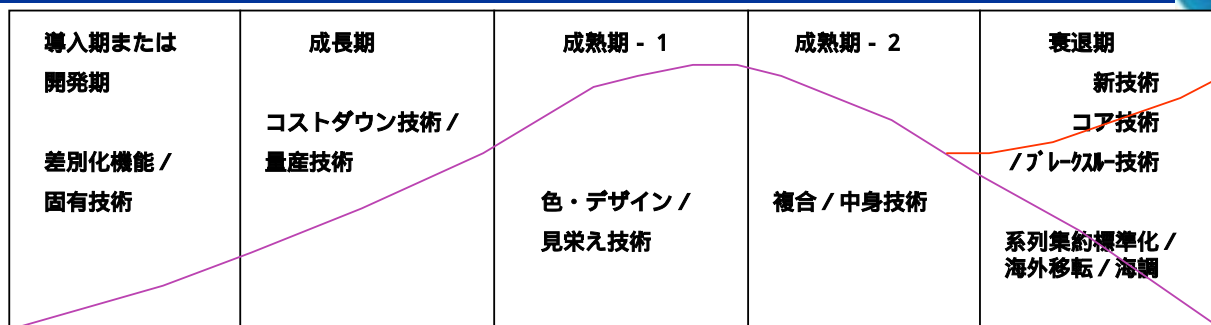 導入期または
開発期
差別化機能/
固有技術
成長期
コストダウン技術/
量産技術
成熟期 - 1
色・デザイン/
見栄え技術
成熟期 - 2
複合/中身技術
衰退期
新技術
コア技術
/ブレークスルー技術
系列集約標準化/
海外移転/海調